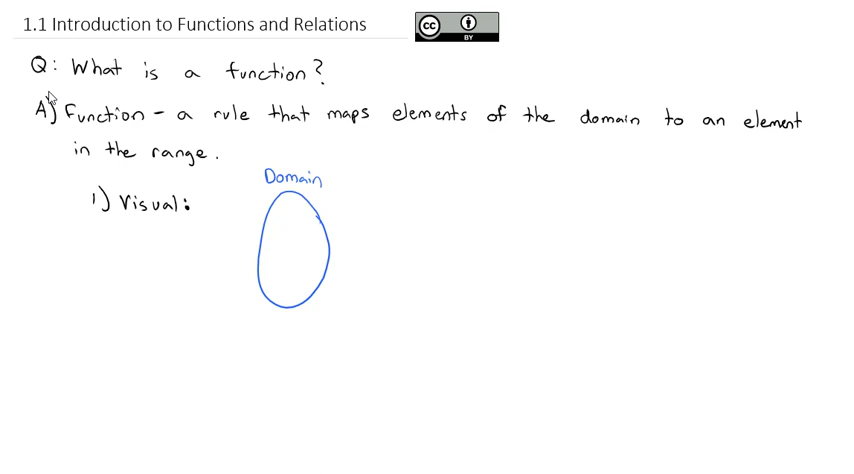 1.1 Introduction to Functions and Relations
cc BY
Q: What is a function?
A) Function - a rule that maps elements of the domain to an element
in the range.
Domain
1) Visual: